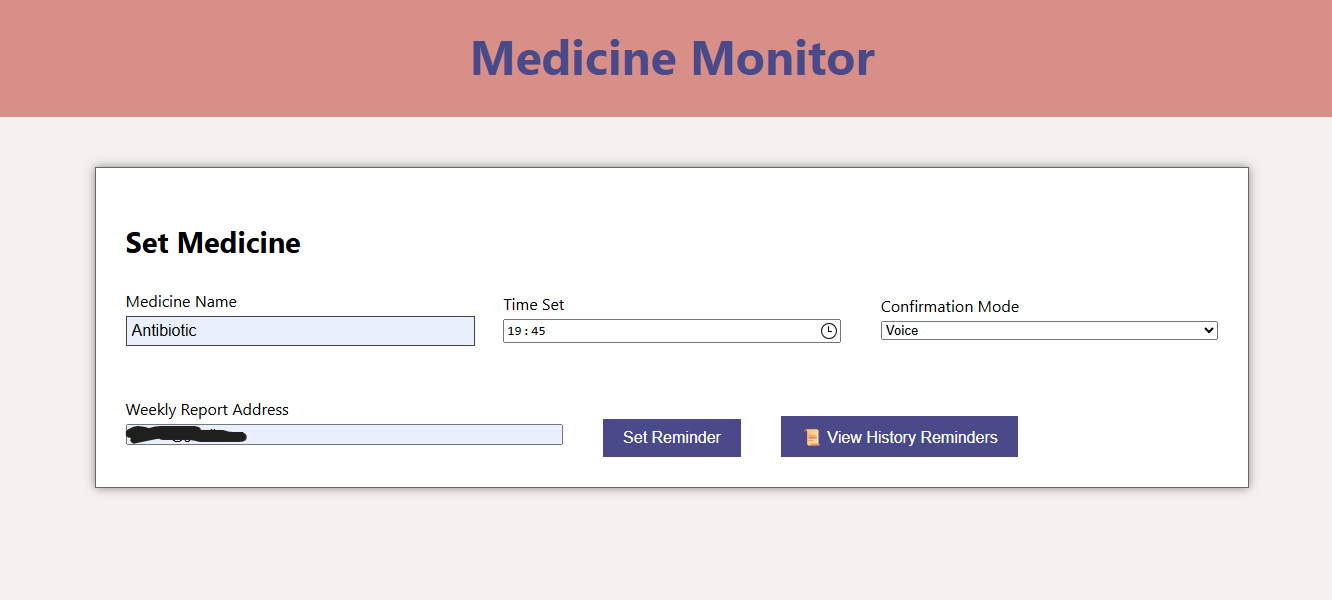 Medicine Monitor
Set Medicine
Medicine Name
Time Set
Confirmation Mode
Antibiotic
19:45
Voice
Weekly Report Address
Set Reminder
📜 View History Reminders